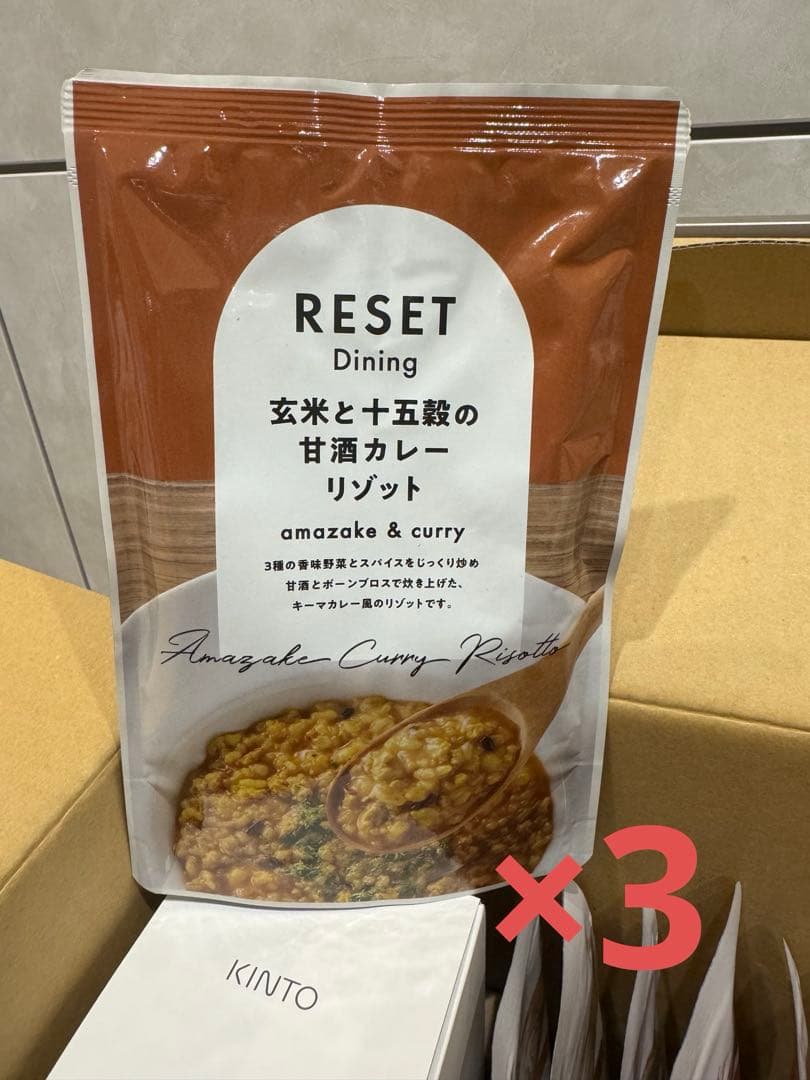 RESET
Dining
玄米と十五穀の
甘酒カレー
リゾット
amazake & curry
3種の香味野菜とスパイスをじっくり炒め
甘酒とボーンブロスで炊き上げた、
キーマカレー風のリゾットです。
Amazake Curry Risotto
×3
KINTO